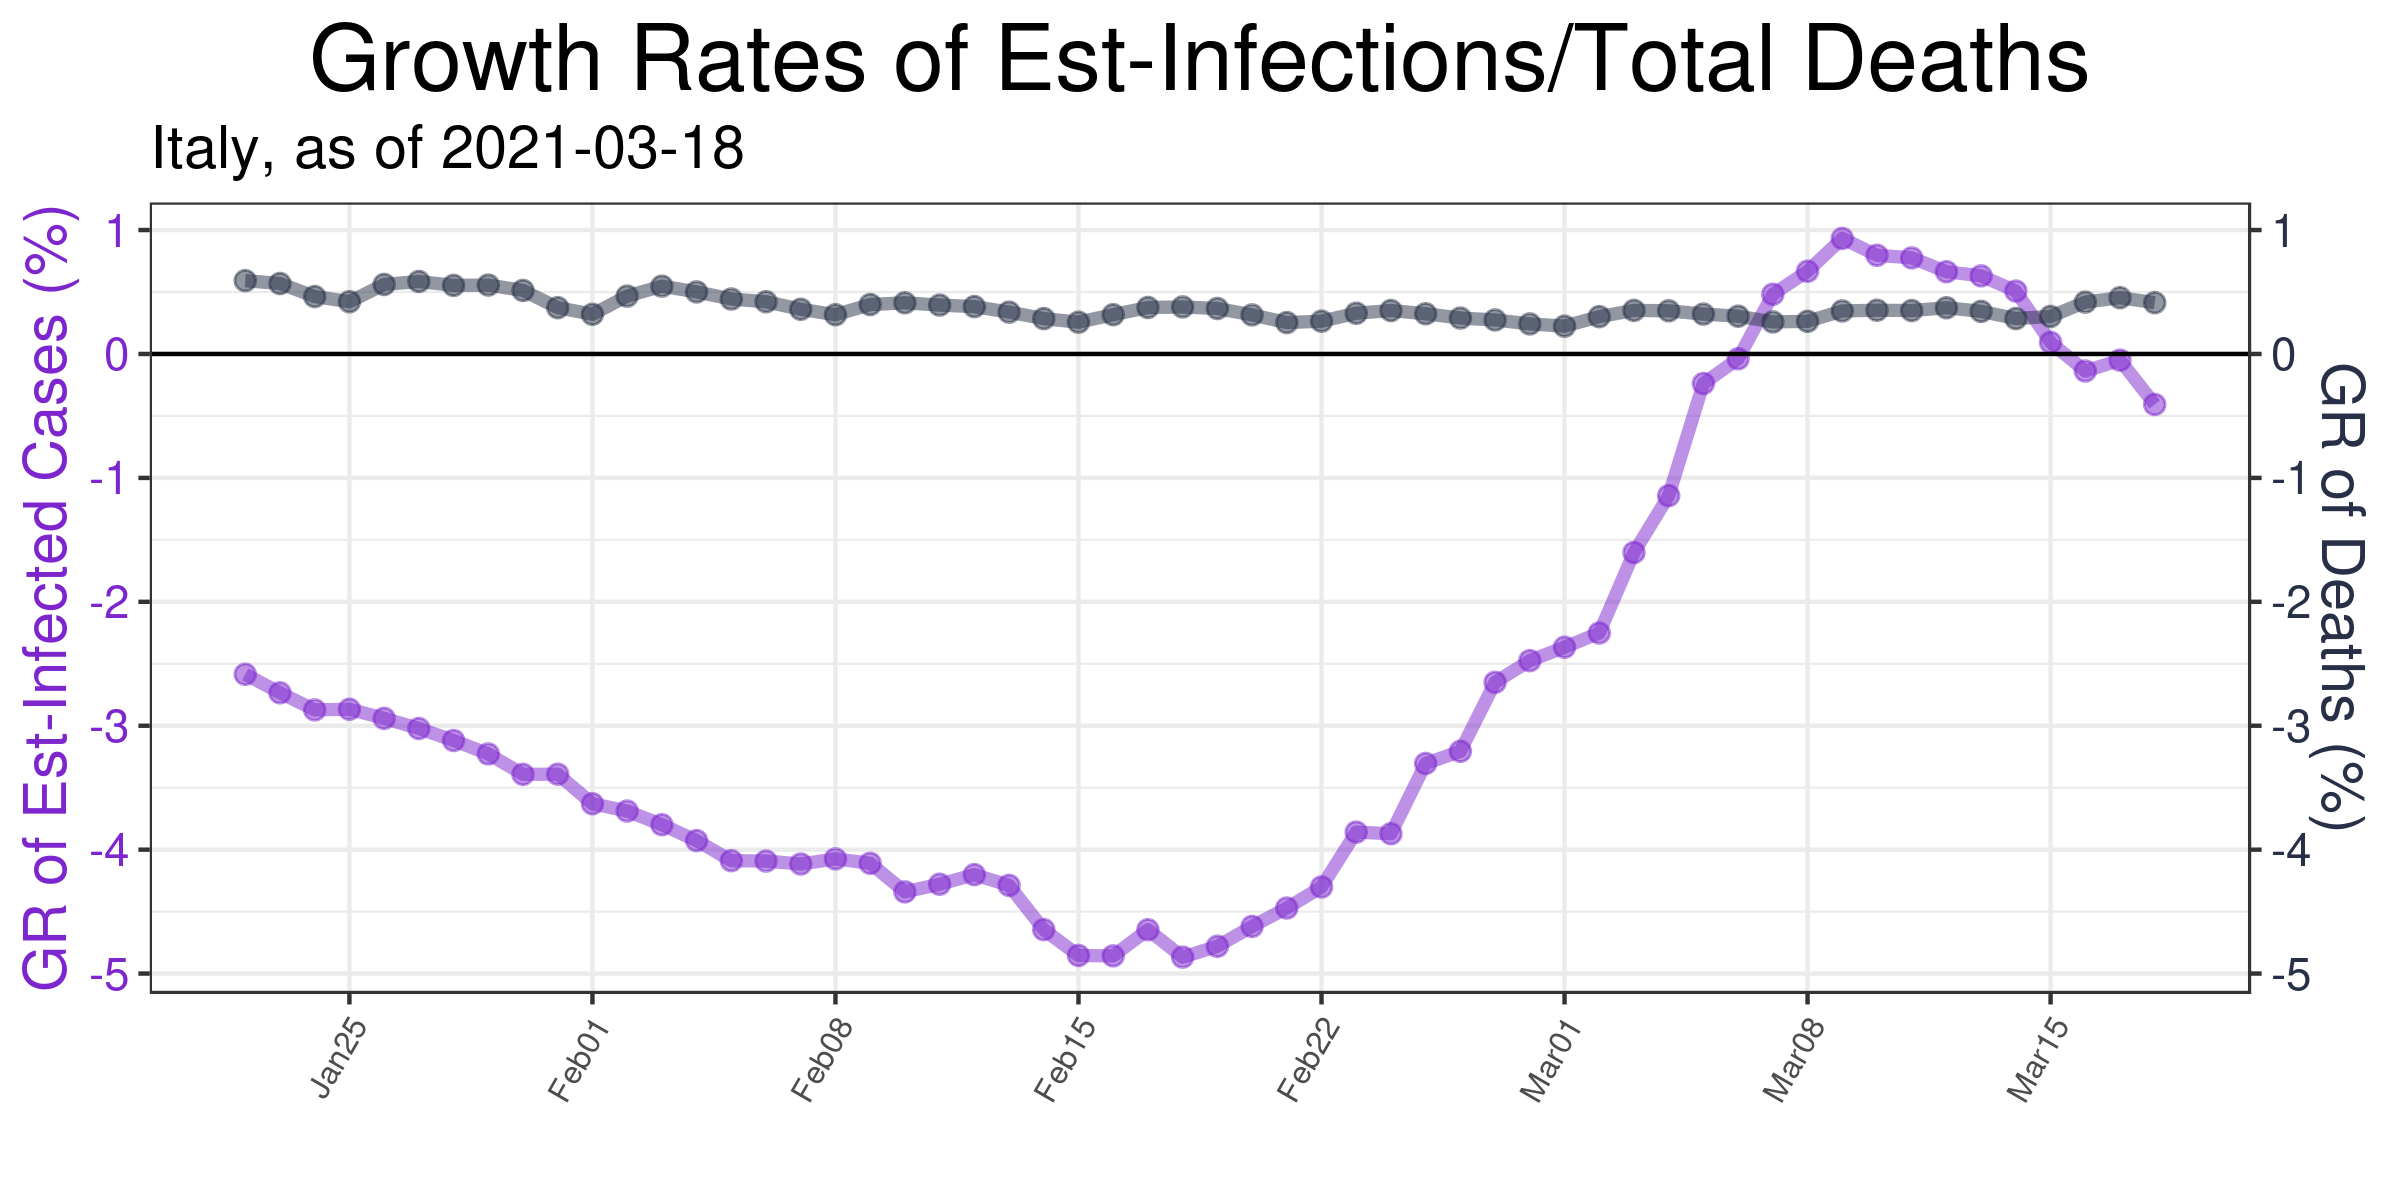 Growth Rates of Est-Infections/Total Deaths
Italy, as of 2021-03-18
GR of Est-Infected Cases (%)
1
0
-1
-2
-3
-4
-5
1
0
-1
-2
-3
-4
-5
GR of Deaths (%)
Jan25
Feb01
Feb08
Feb15
Feb22
Mar01
Mar08
Mar15